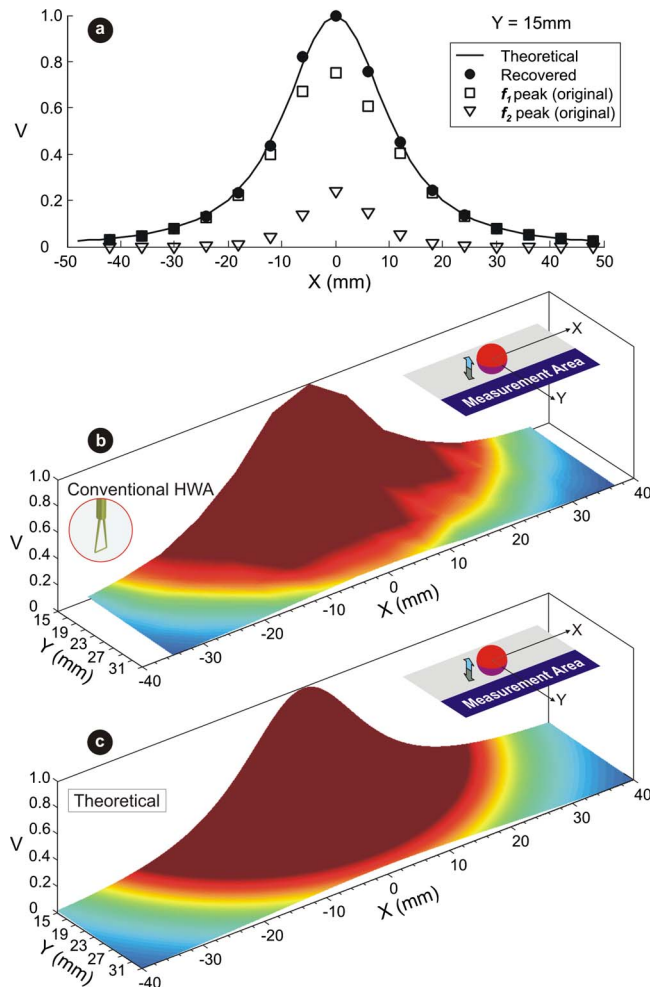 a
Y = 15mm
Theoretical
Recovered
f1 peak (original)
f2 peak (original)
V
1.0
0.8
0.6
0.4
0.2
0
-50 -40 -30 -20 -10 0 10 20 30 40 50
X (mm)
b
Conventional HWA
X
Measurement Area
Y
V
1.0
0.8
0.6
0.4
0.2
0
15
19
23
27
31
Y (mm)
-40
-30
-20
-10
0
10
20
30
40
X (mm)
c
Theoretical
X
Measurement Area
Y
V
1.0
0.8
0.6
0.4
0.2
0
15
19
23
27
31
Y (mm)
-40
-30
-20
-10
0
10
20
30
40
X (mm)